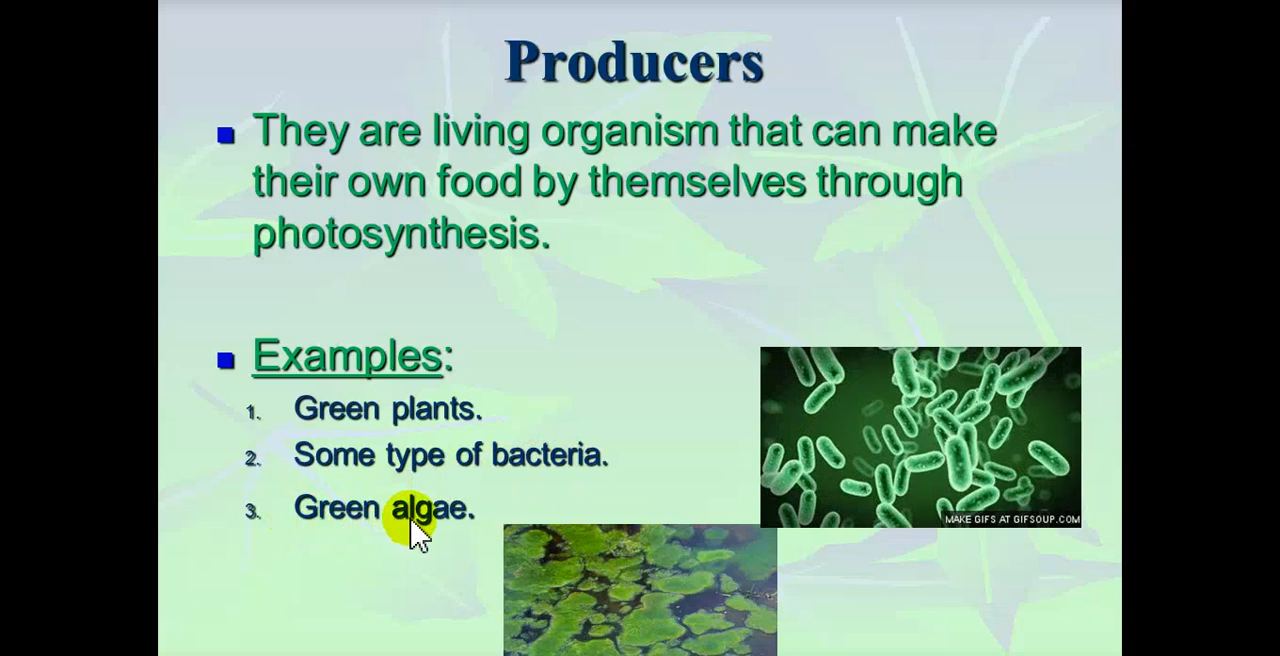 Producers
They are living organism that can make
their own food by themselves through
photosynthesis.
Examples:
1. Green plants.
2. Some type of bacteria.
3. Green algae.
MAKE GIFS AT GIFSOUP.COM